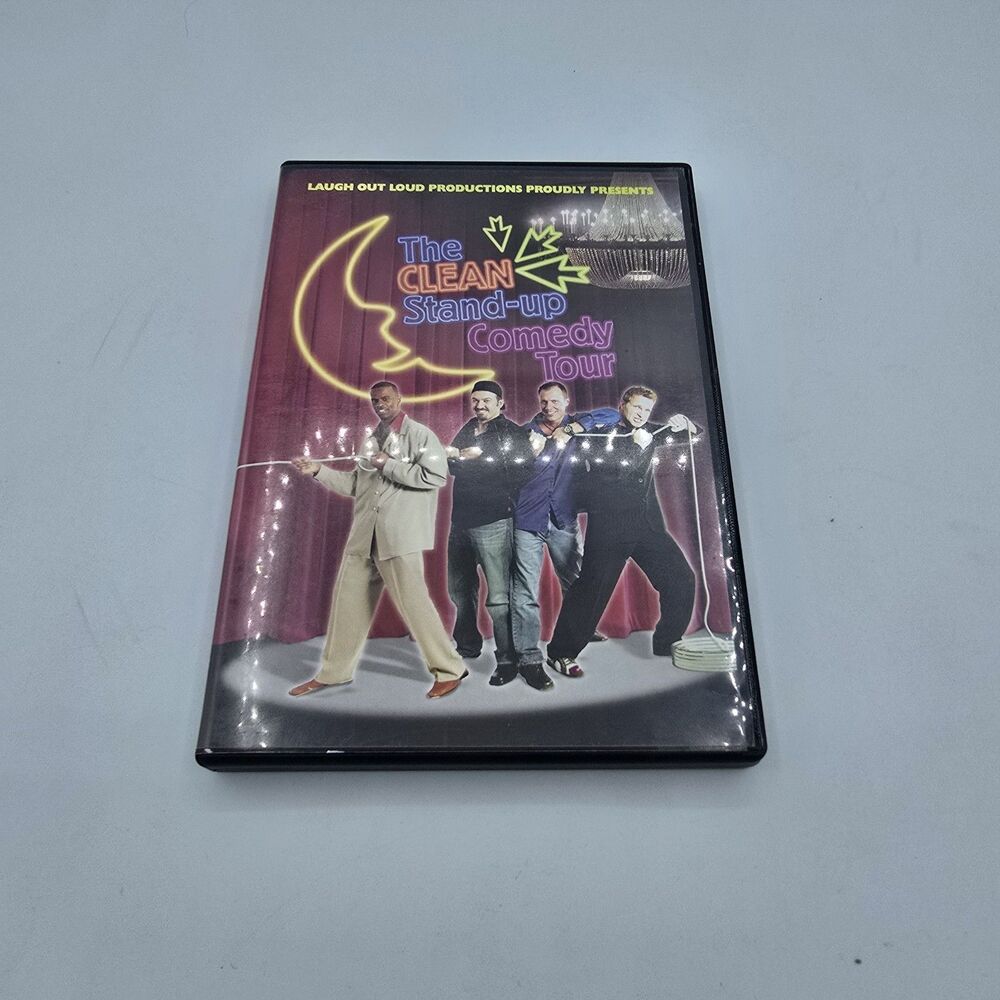 LAUGH OUT LOUD PRODUCTIONS PROUDLY PRESENTS
The
CLEAN
Stand-up
Comedy
Tour